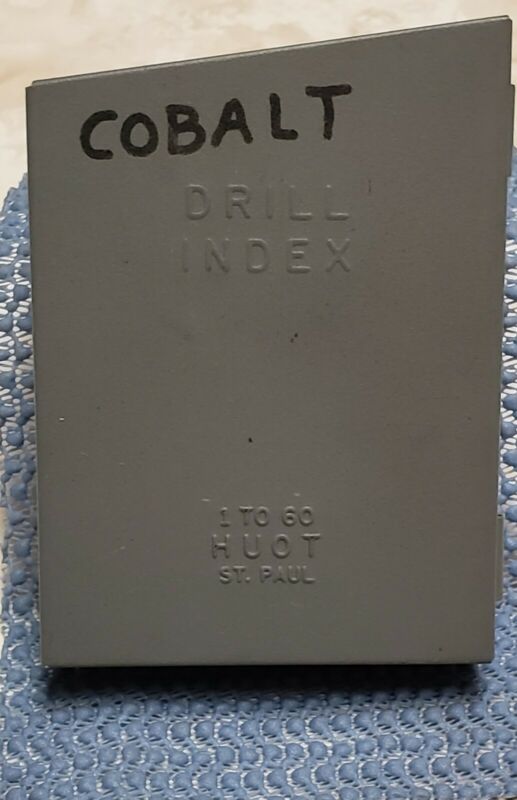 COBALT
DRILL
INDEX
1 TO 60
HUOT
ST. PAUL